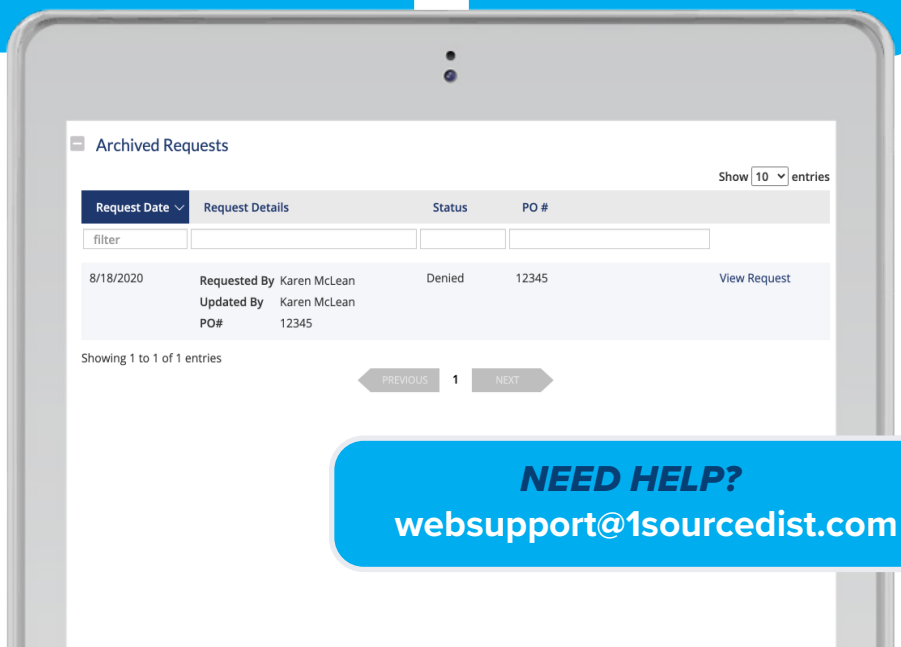 Archived Requests
Show 10 entries
Request Date Request Details Status PO #
filter
8/18/2020 Requested By Karen McLean Denied 12345 View Request
Updated By Karen McLean
PO# 12345
Showing 1 to 1 of 1 entries
PREVIOUS 1 NEXT
NEED HELP?
websupport@1sourcedist.com